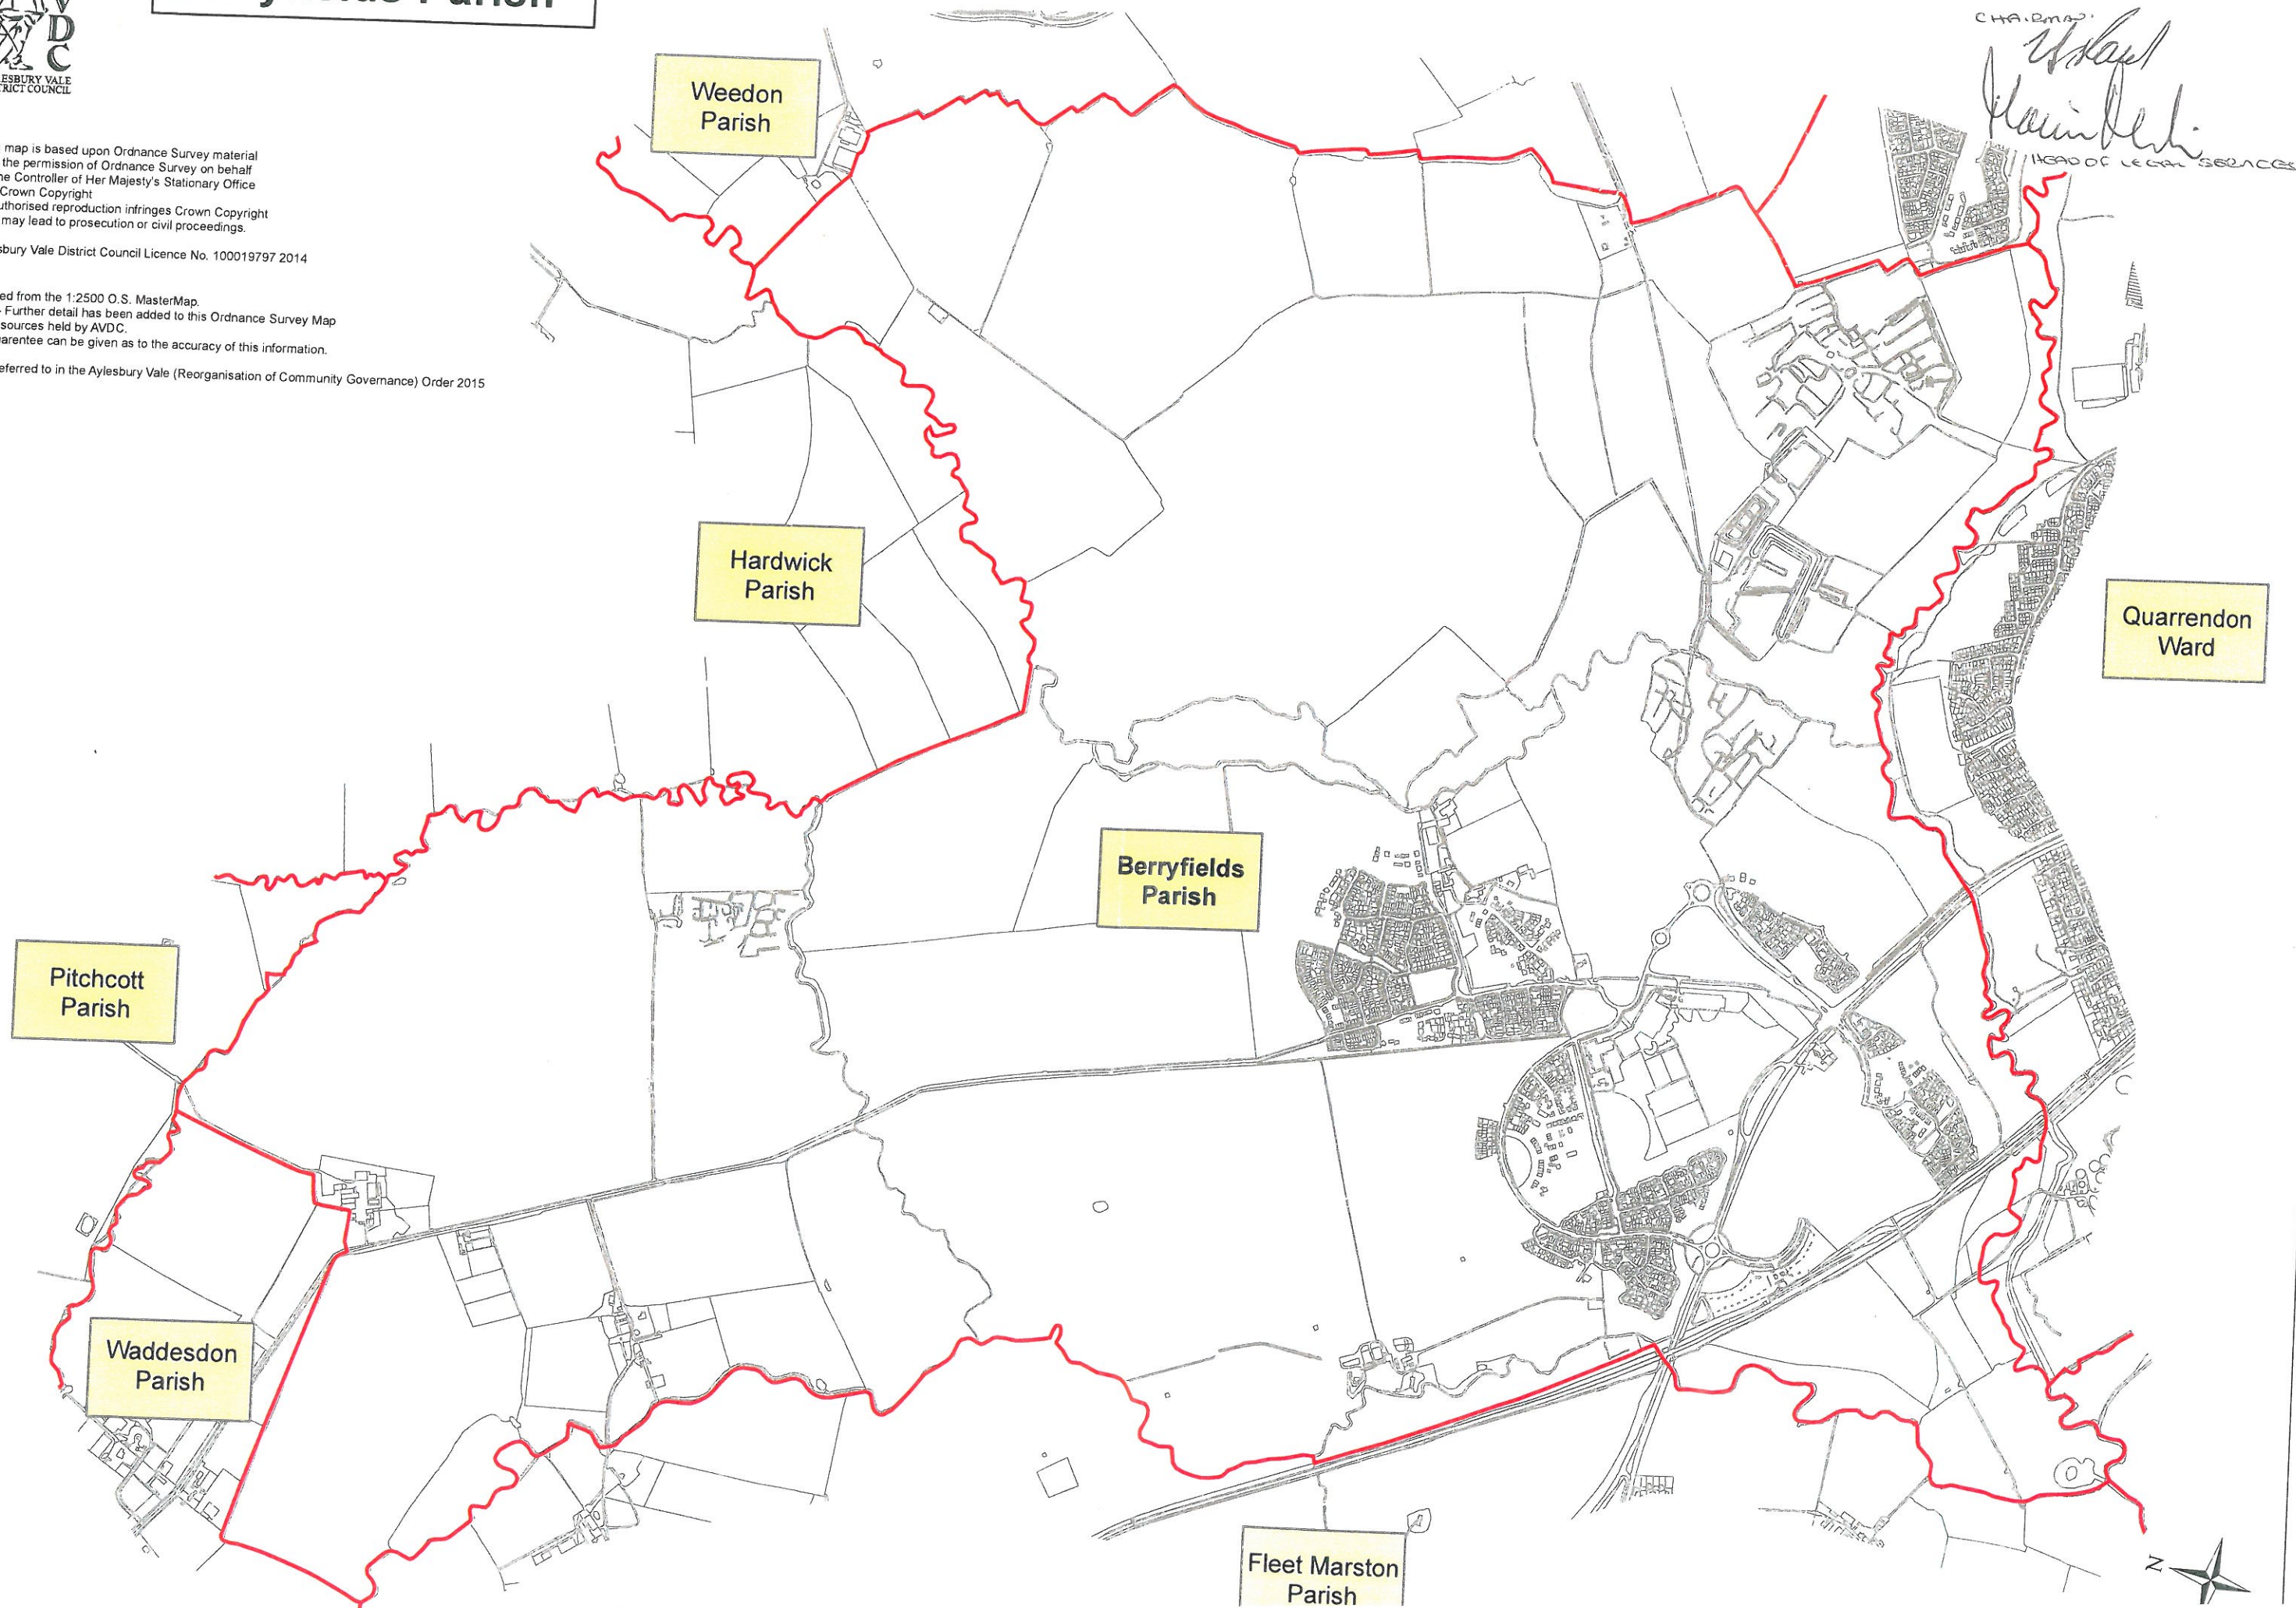 V
D
C
ESBURY VALE
TRICT COUNCIL
Parish
map is based upon Ordnance Survey material
the permission of Ordnance Survey on behalf
he Controller of Her Majesty's Stationary Office
Crown Copyright
uthorised reproduction infringes Crown Copyright
may lead to prosecution or civil proceedings.
sbury Vale District Council Licence No. 100019797 2014
ed from the 1:2500 O.S. MasterMap.
- Further detail has been added to this Ordnance Survey Map
sources held by AVDC.
arentee can be given as to the accuracy of this information.
eferred to in the Aylesbury Vale (Reorganisation of Community Governance) Order 2015
CHAIRMAN.
HEAD OF LEGAL SERVICES
Weedon
Parish
Hardwick
Parish
Quarrendon
Ward
Berryfields
Parish
Pitchcott
Parish
Waddesdon
Parish
Fleet Marston
Parish
N